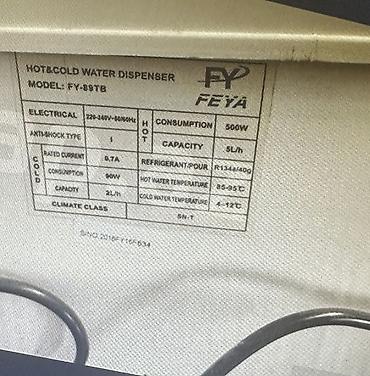 HOT&COLD WATER DISPENSER
MODEL: FY-89TB
FY
FEYA
ELECTRICAL 220-240V~50/60Hz
ANTI-SHOCK TYPE I
COLD
RATED CURRENT 0.7A
CONSUMPTION 90W
CAPACITY 2L/h
HOT
CONSUMPTION 500W
CAPACITY 5L/h
REFRIGERANT/POUR R134a/40g
HOT WATER TEMPERATURE 85-95℃
COLD WATER TEMPERATURE 4-12℃
CLIMATE CLASS SN-T
S/NO.2016FY16F634